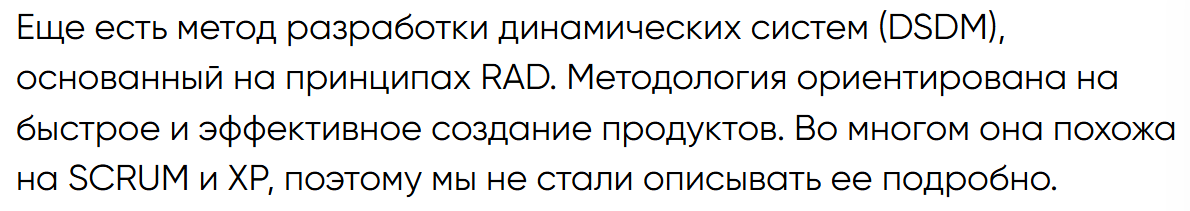 Еще есть метод разработки динамических систем (DSDM),
основанный на принципах RAD. Методология ориентирована на
быстрое и эффективное создание продуктов. Во многом она похожа
на SCRUM и XP, поэтому мы не стали описывать ее подробно.